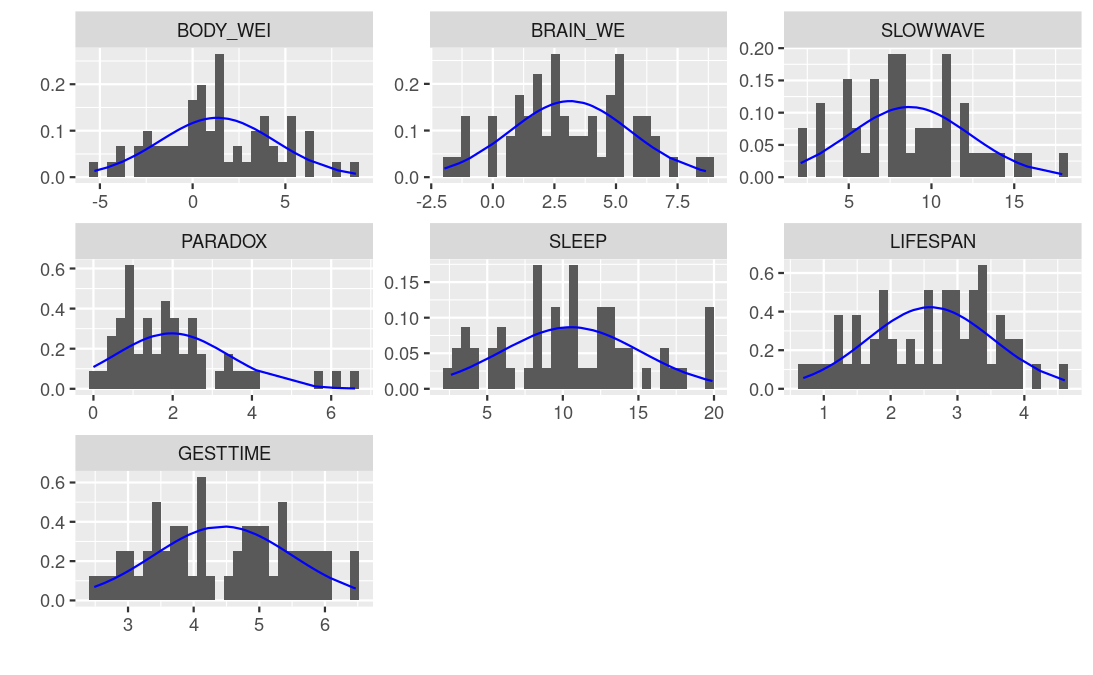 BODY_WEI BRAIN_WE SLOWWAVE
0.2 0.1 0.0
-5 0 5
0.2 0.1 0.0
-2.5 0.0 2.5 5.0 7.5
0.20 0.15 0.10 0.05 0.00
5 10 15
PARADOX SLEEP LIFESPAN
0.6 0.4 0.2 0.0
0 2 4 6
0.15 0.10 0.05 0.00
5 10 15 20
0.6 0.4 0.2 0.0
1 2 3 4
GESTTIME
0.6 0.4 0.2 0.0
3 4 5 6